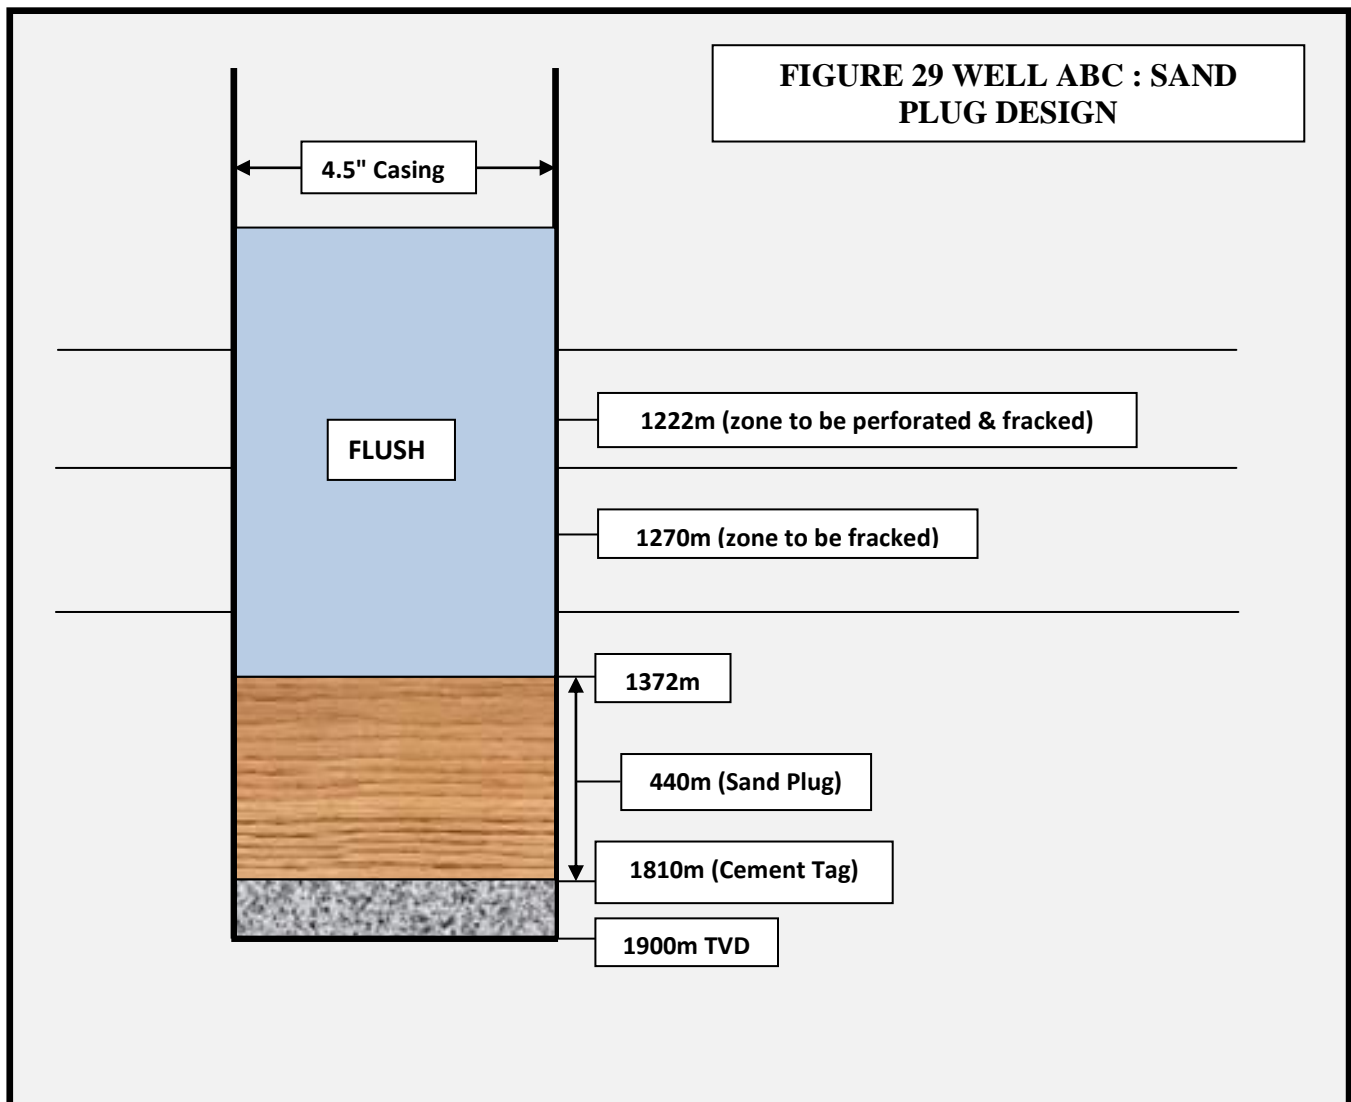 FIGURE 29 WELL ABC : SAND
PLUG DESIGN
4.5" Casing
1222m (zone to be perforated & fracked)
FLUSH
1270m (zone to be fracked)
1372m
440m (Sand Plug)
1810m (Cement Tag)
1900m TVD